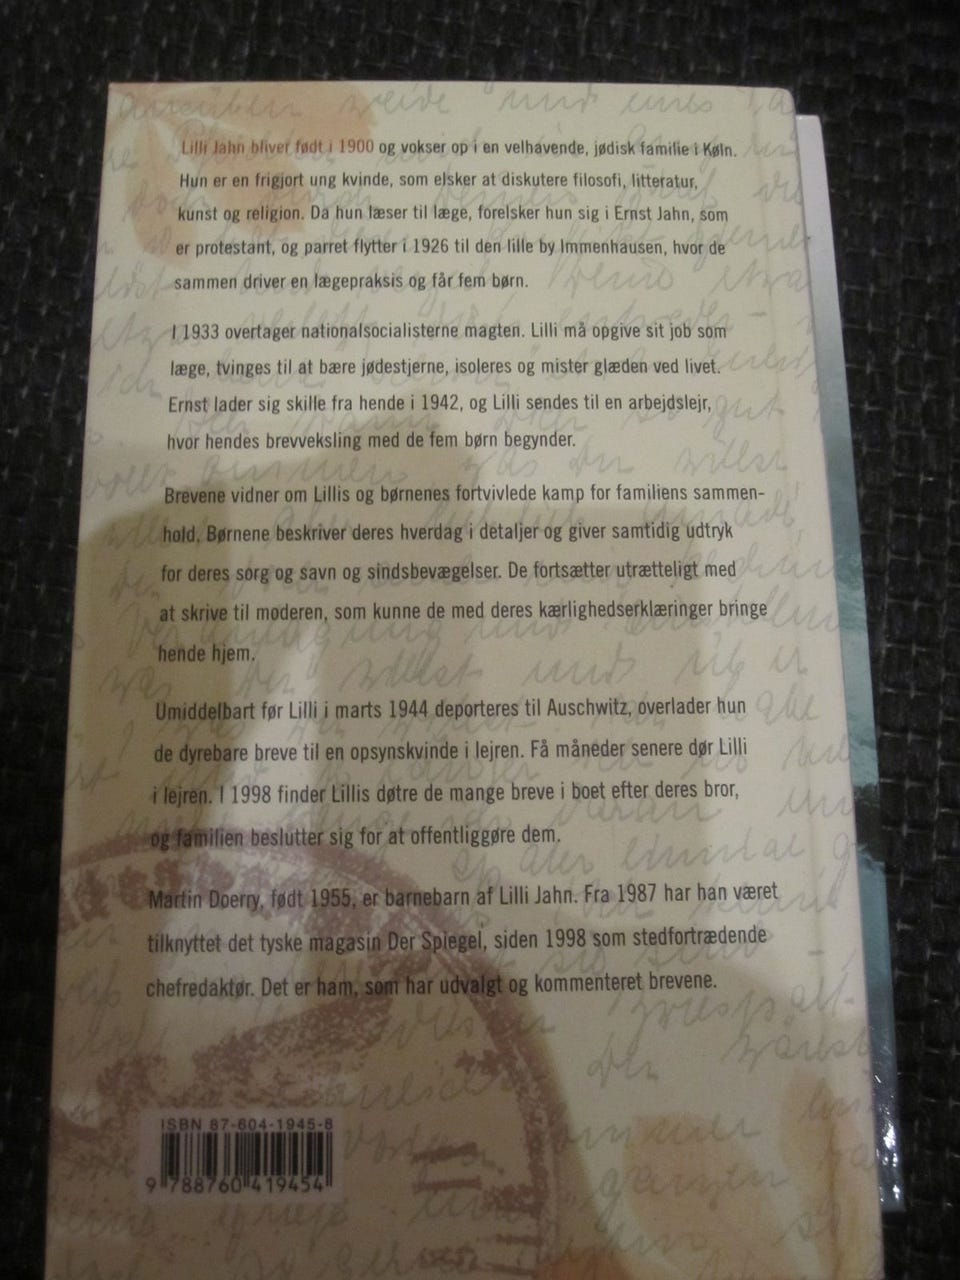 Lilli Jahn bliver født i 1900 og vokser op i en velhavende, jødisk familie i Køln.
Hun er en frigjort ung kvinde, som elsker at diskutere filosofi, litteratur,
kunst og religion. Da hun læser til læge, forelsker hun sig i Ernst Jahn, som
er protestant, og parret flytter i 1926 til den lille by Immenhausen, hvor de
sammen driver en lægepraksis og får fem børn.
I 1933 overtager nationalsocialisterne magten. Lilli må opgive sit job som
læge, tvinges til at bære jødestjerne, isoleres og mister glæden ved livet.
Ernst lader sig skille fra hende i 1942, og Lilli sendes til en arbejdslejr,
hvor hendes brevveksling med de fem børn begynder.
Brevene vidner om Lillis og børnenes fortvivlede kamp for familiens sammen-
hold. Børnene beskriver deres hverdag i detaljer og giver samtidig udtryk
for deres sorg og savn og sindsbevægelser. De fortsætter utrætteligt med
at skrive til moderen, som kunne de med deres kærlighedserklæringer bringe
hende hjem.
Umiddelbart før Lilli i marts 1944 deporteres til Auschwitz, overlader hun
de dyrebare breve til en opsynskvinde i lejren. Få måneder senere dør Lilli
i lejren. I 1998 finder Lillis døtre de mange breve i boet efter deres bror,
og familien beslutter sig for at offentliggøre dem.
Martin Doerry, født 1955, er barnebarn af Lilli Jahn. Fra 1987 har han været
tilknyttet det tyske magasin Der Spiegel, siden 1998 som stedfortrædende
chefredaktør. Det er ham, som har udvalgt og kommenteret brevene.
ISBN 87-604-1945-8
9 788760 419454